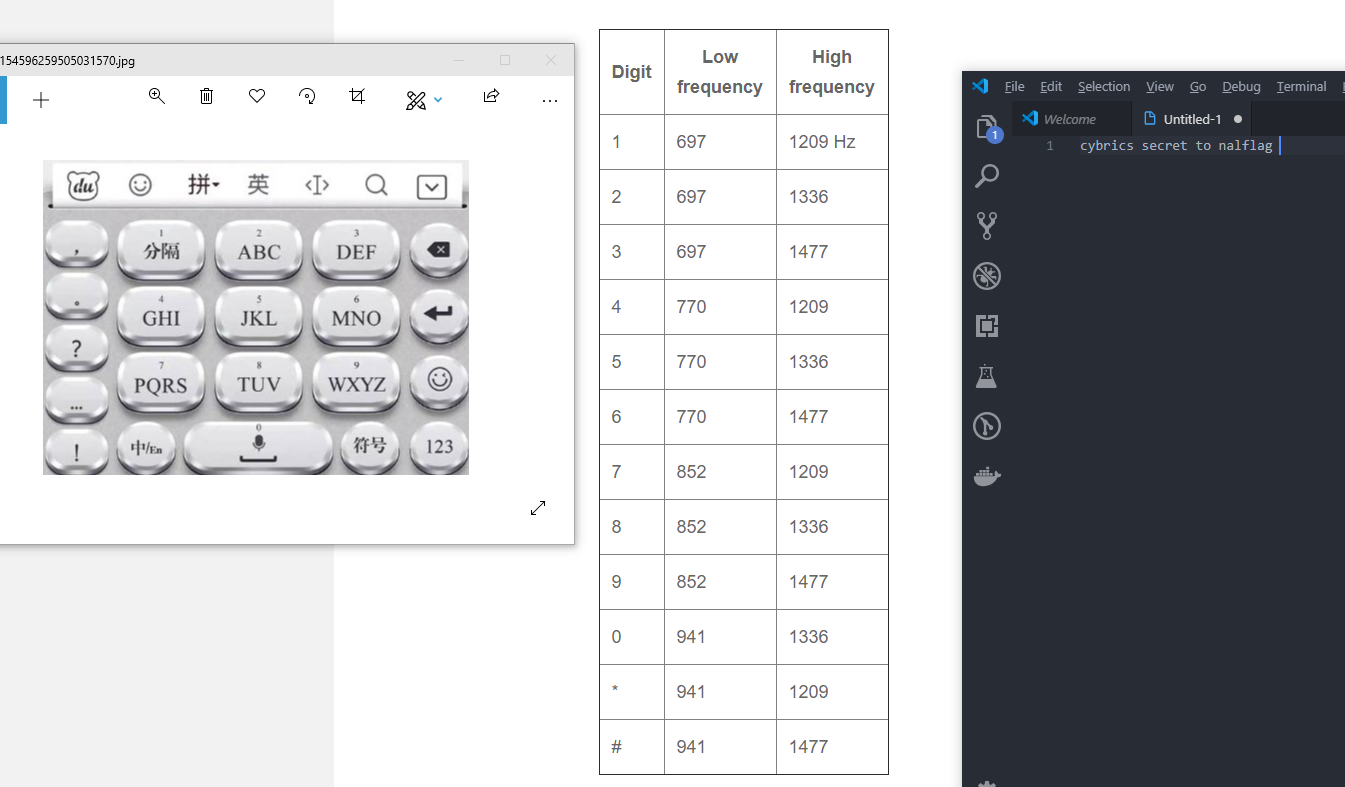 154596259505031570.jpg
du 拼 英
,
1
分隔
2
ABC
3
DEF
。
4
GHI
5
JKL
6
MNO
?
7
PQRS
8
TUV
9
WXYZ
...
!
中/En
0
符号
123
Digit Low frequency High frequency
1 697 1209 Hz
2 697 1336
3 697 1477
4 770 1209
5 770 1336
6 770 1477
7 852 1209
8 852 1336
9 852 1477
0 941 1336
* 941 1209
# 941 1477
File Edit Selection View Go Debug Terminal
Welcome Untitled-1
1
1 cybrics secret to nalflag